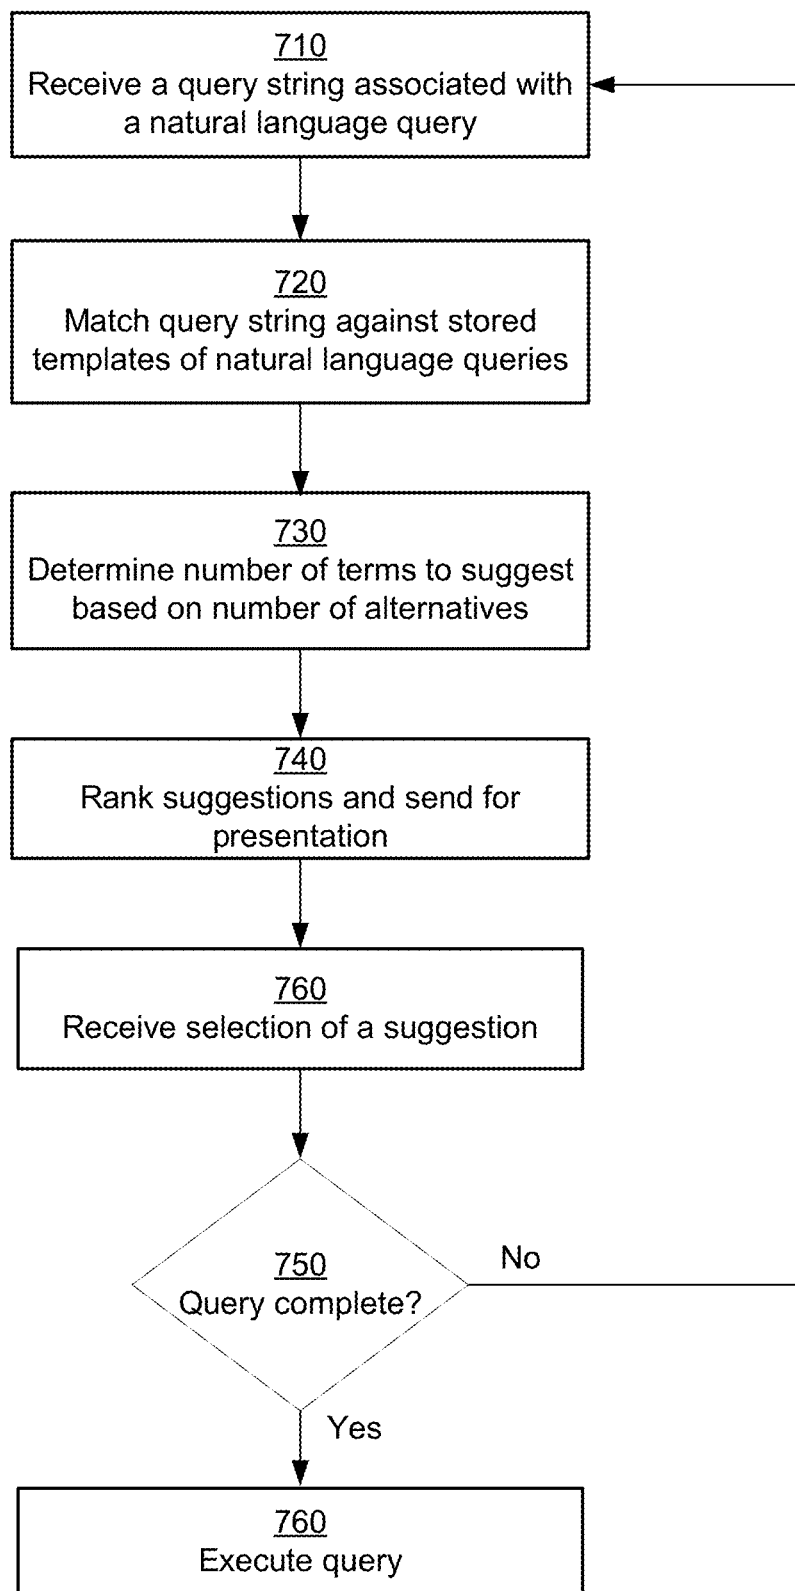 710
Receive a query string associated with
a natural language query
720
Match query string against stored
templates of natural language queries
730
Determine number of terms to suggest
based on number of alternatives
740
Rank suggestions and send for
presentation
760
Receive selection of a suggestion
750
Query complete?
No
Yes
760
Execute query